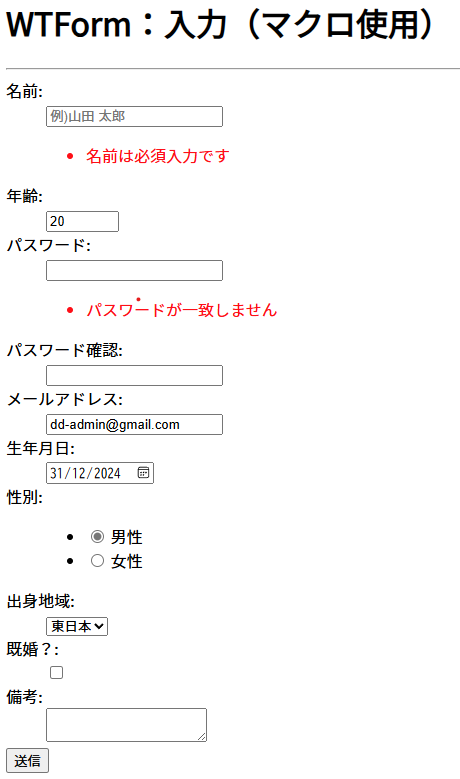 WTForm：入力（マクロ使用）
名前:
例)山田 太郎
名前は必須入力です
年齢:
20
パスワード:
パスワードが一致しません
パスワード確認:
メールアドレス:
dd-admin@gmail.com
生年月日:
31/12/2024
性別:
男性
女性
出身地域:
東日本
既婚？:
備考:
送信